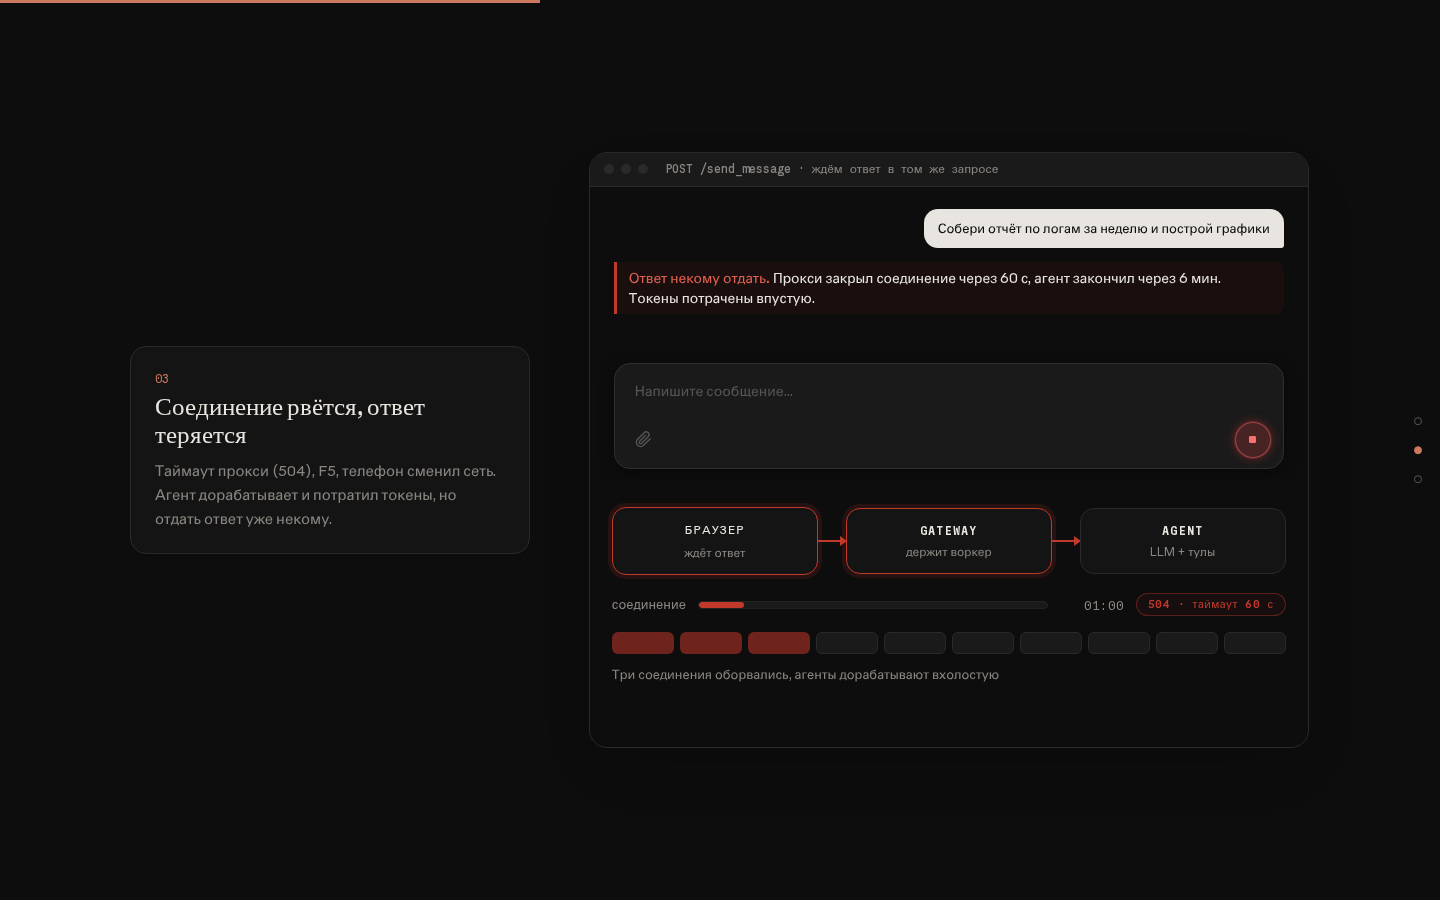 POST /send_message · ждём ответ в том же запросе
Собери отчёт по логам за неделю и построй графики
Ответ некому отдать. Прокси закрыл соединение через 60 с, агент закончил через 6 мин.
Токены потрачены впустую.
03
Соединение рвётся, ответ
теряется
Таймаут прокси (504), F5, телефон сменил сеть.
Агент дорабатывает и потратил токены, но
отдать ответ уже некому.
Напишите сообщение…
БРАУЗЕР
ждёт ответ
GATEWAY
держит воркер
AGENT
LLM + тулы
соединение
01:00
504 · таймаут 60 с
Три соединения оборвались, агенты дорабатывают вхолостую